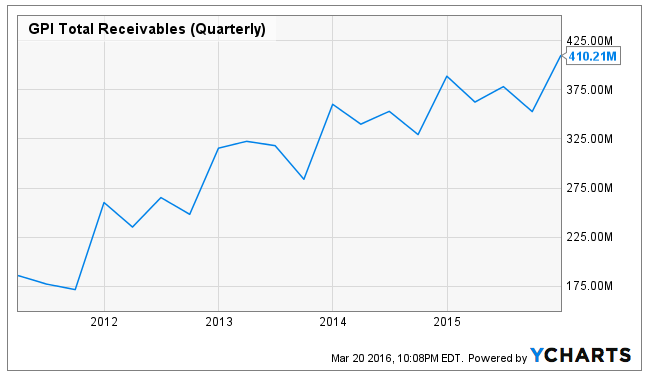 GPI Total Receivables (Quarterly)
425.00M
410.21M
375.00M
325.00M
275.00M
225.00M
175.00M
2012 2013 2014 2015
Mar 20 2016, 10:08PM EDT. Powered by YCHARTS